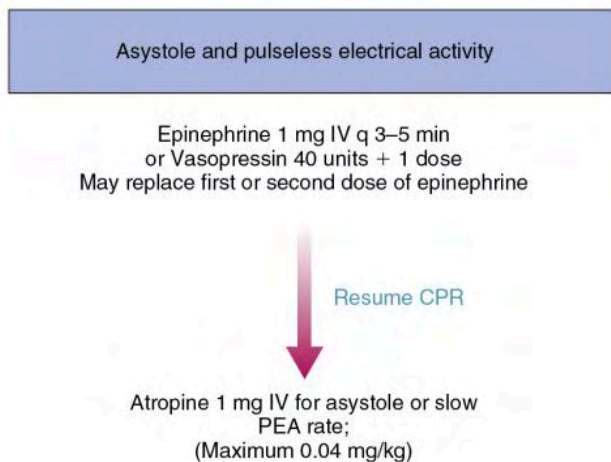 Asystole and pulseless electrical activity
Epinephrine 1 mg IV q 3–5 min
or Vasopressin 40 units + 1 dose
May replace first or second dose of epinephrine
Resume CPR
Atropine 1 mg IV for asystole or slow
PEA rate;
(Maximum 0.04 mg/kg)